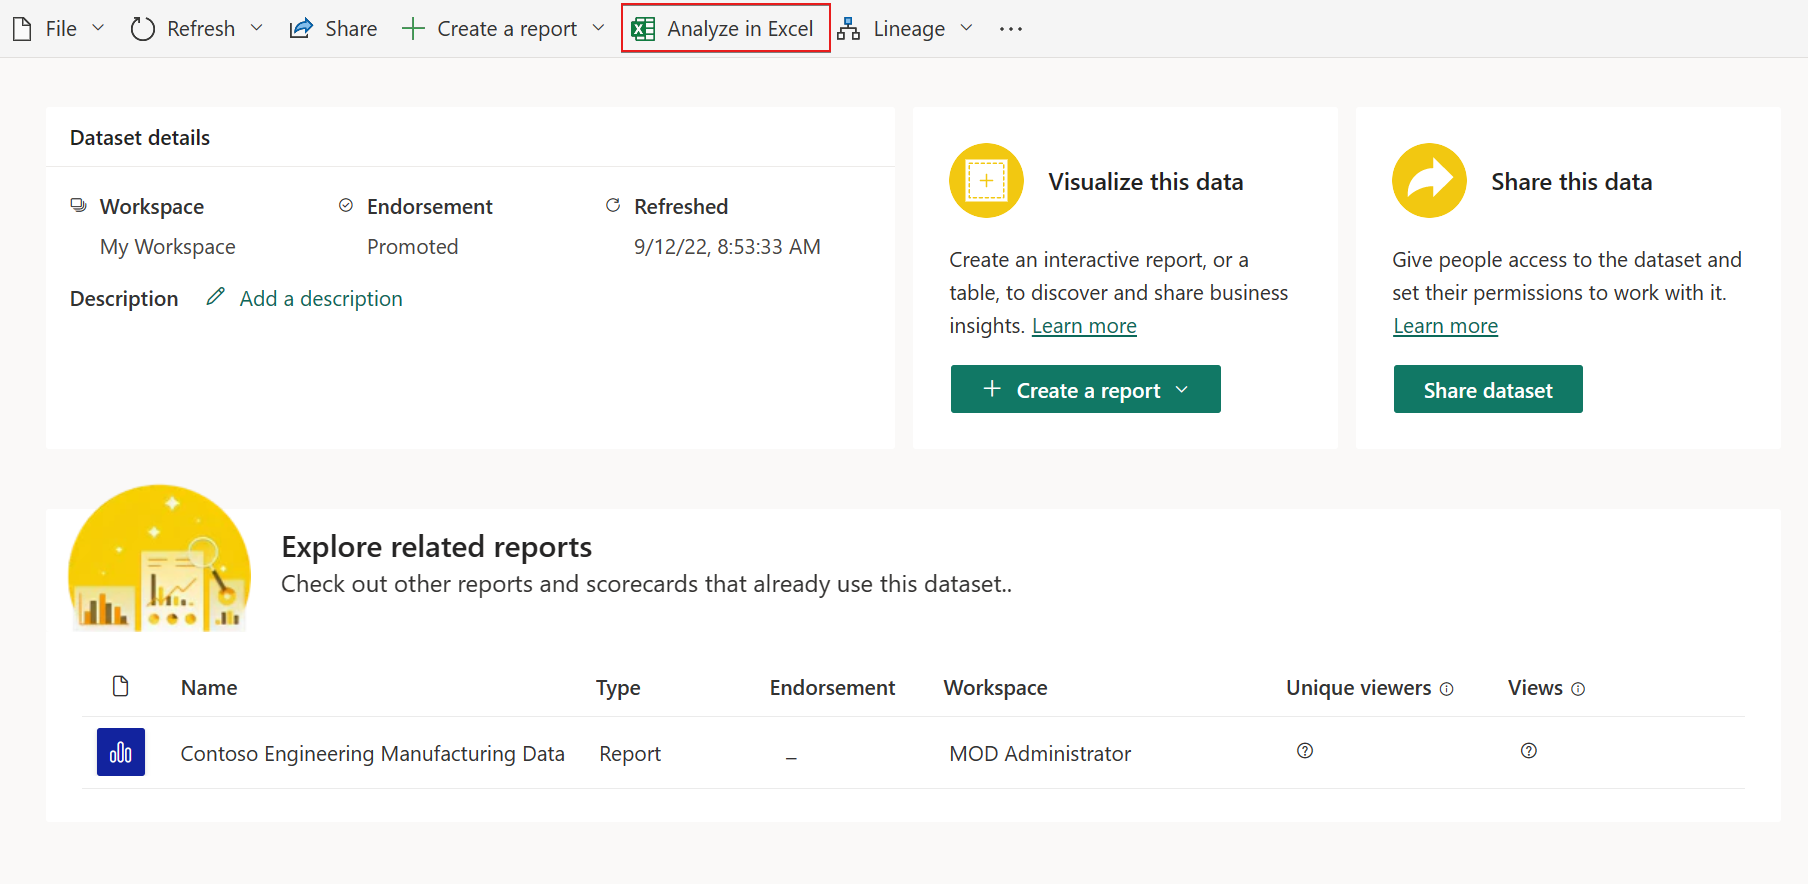 File Refresh Share Create a report Analyze in Excel Lineage ...
Dataset details
Workspace Endorsement Refreshed
My Workspace Promoted 9/12/22, 8:53:33 AM
Description Add a description
Visualize this data
Create an interactive report, or a
table, to discover and share business
insights. Learn more
Create a report
Share this data
Give people access to the dataset and
set their permissions to work with it.
Learn more
Share dataset
Explore related reports
Check out other reports and scorecards that already use this dataset..
Name Type Endorsement Workspace Unique viewers Views
Contoso Engineering Manufacturing Data Report – MOD Administrator